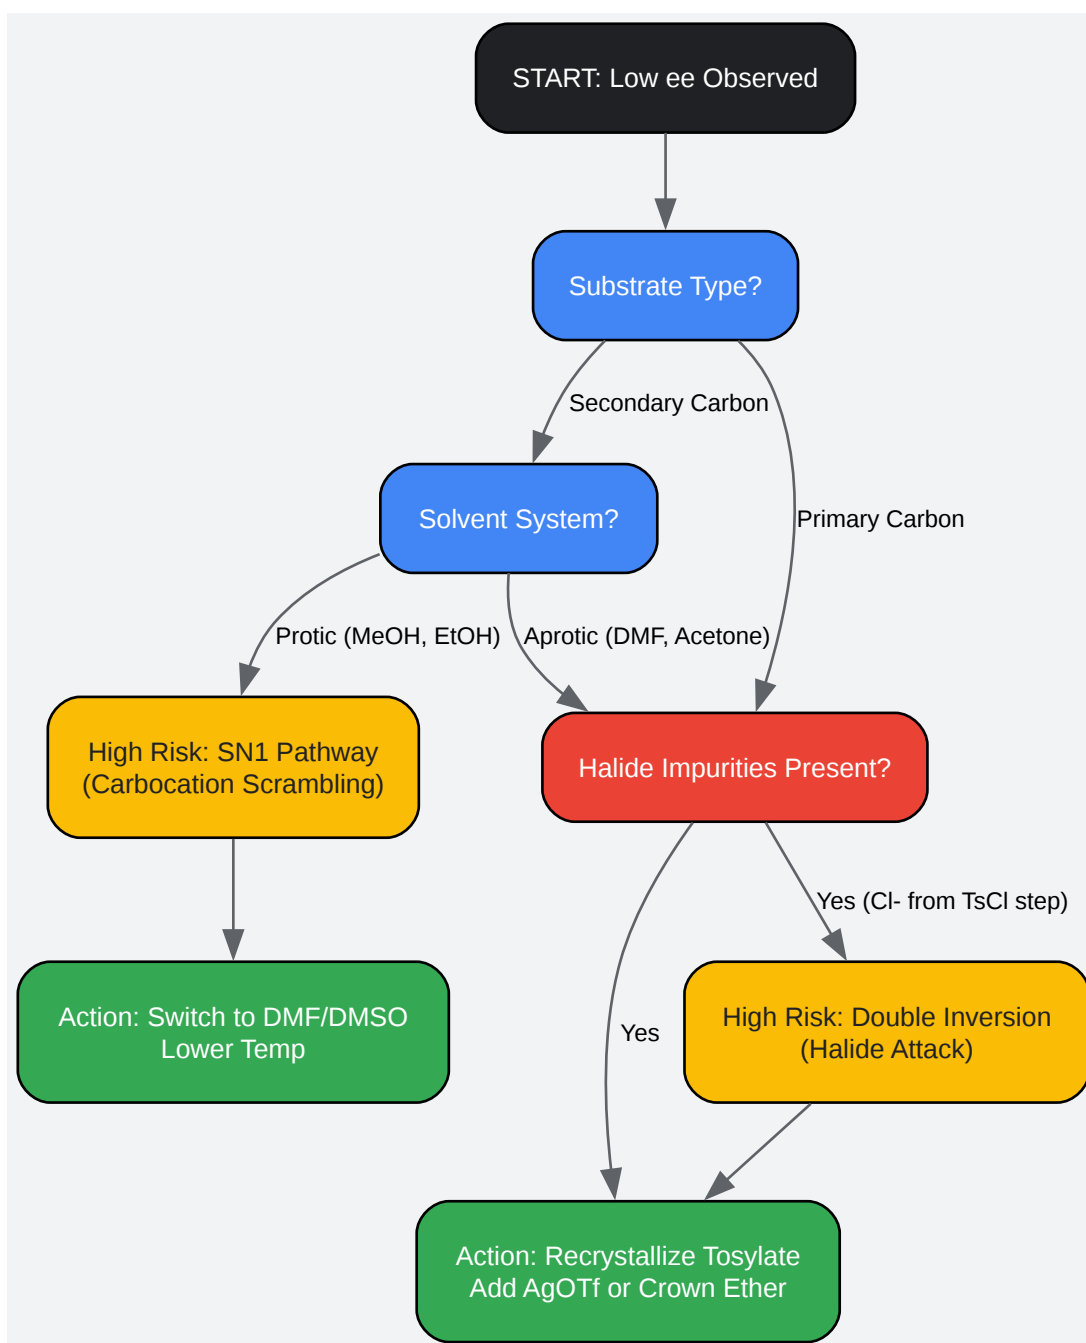 START: Low ee Observed
Substrate Type?
Secondary Carbon
Solvent System?
Primary Carbon
Protic (MeOH, EtOH)
Aprotic (DMF, Acetone)
High Risk: SN1 Pathway
(Carbocation Scrambling)
Halide Impurities Present?
Yes (Cl- from TsCl step)
Action: Switch to DMF/DMSO
Lower Temp
High Risk: Double Inversion
(Halide Attack)
Yes
Action: Recrystallize Tosylate
Add AgOTf or Crown Ether